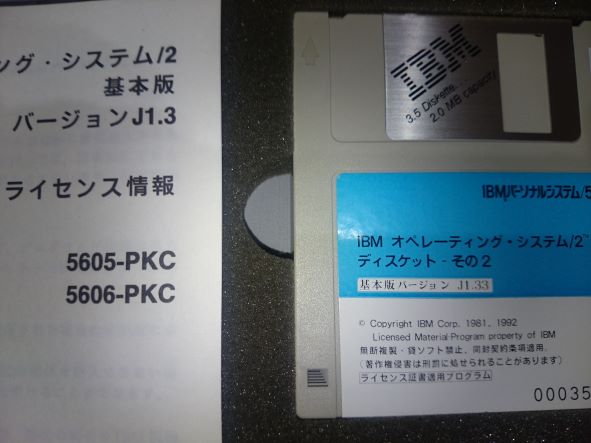 ング・システム/2
基本版
バージョンJ1.3
ライセンス情報
5605-PKC
5606-PKC
IBM
3.5 Diskette.
2.0 MB capacity
IBMパーソナルシステム/5
IBM オペレーティング・システム/2™
ディスケット - その2
基本版バージョン J1.33
© Copyright IBM Corp. 1981, 1992
Licensed Material-Program property of IBM
無断複製・貸ソフト禁止、同封契約条項適用。
(著作権侵害は刑罰に処せられることがあります)
ライセンス証書適用プログラム
00035